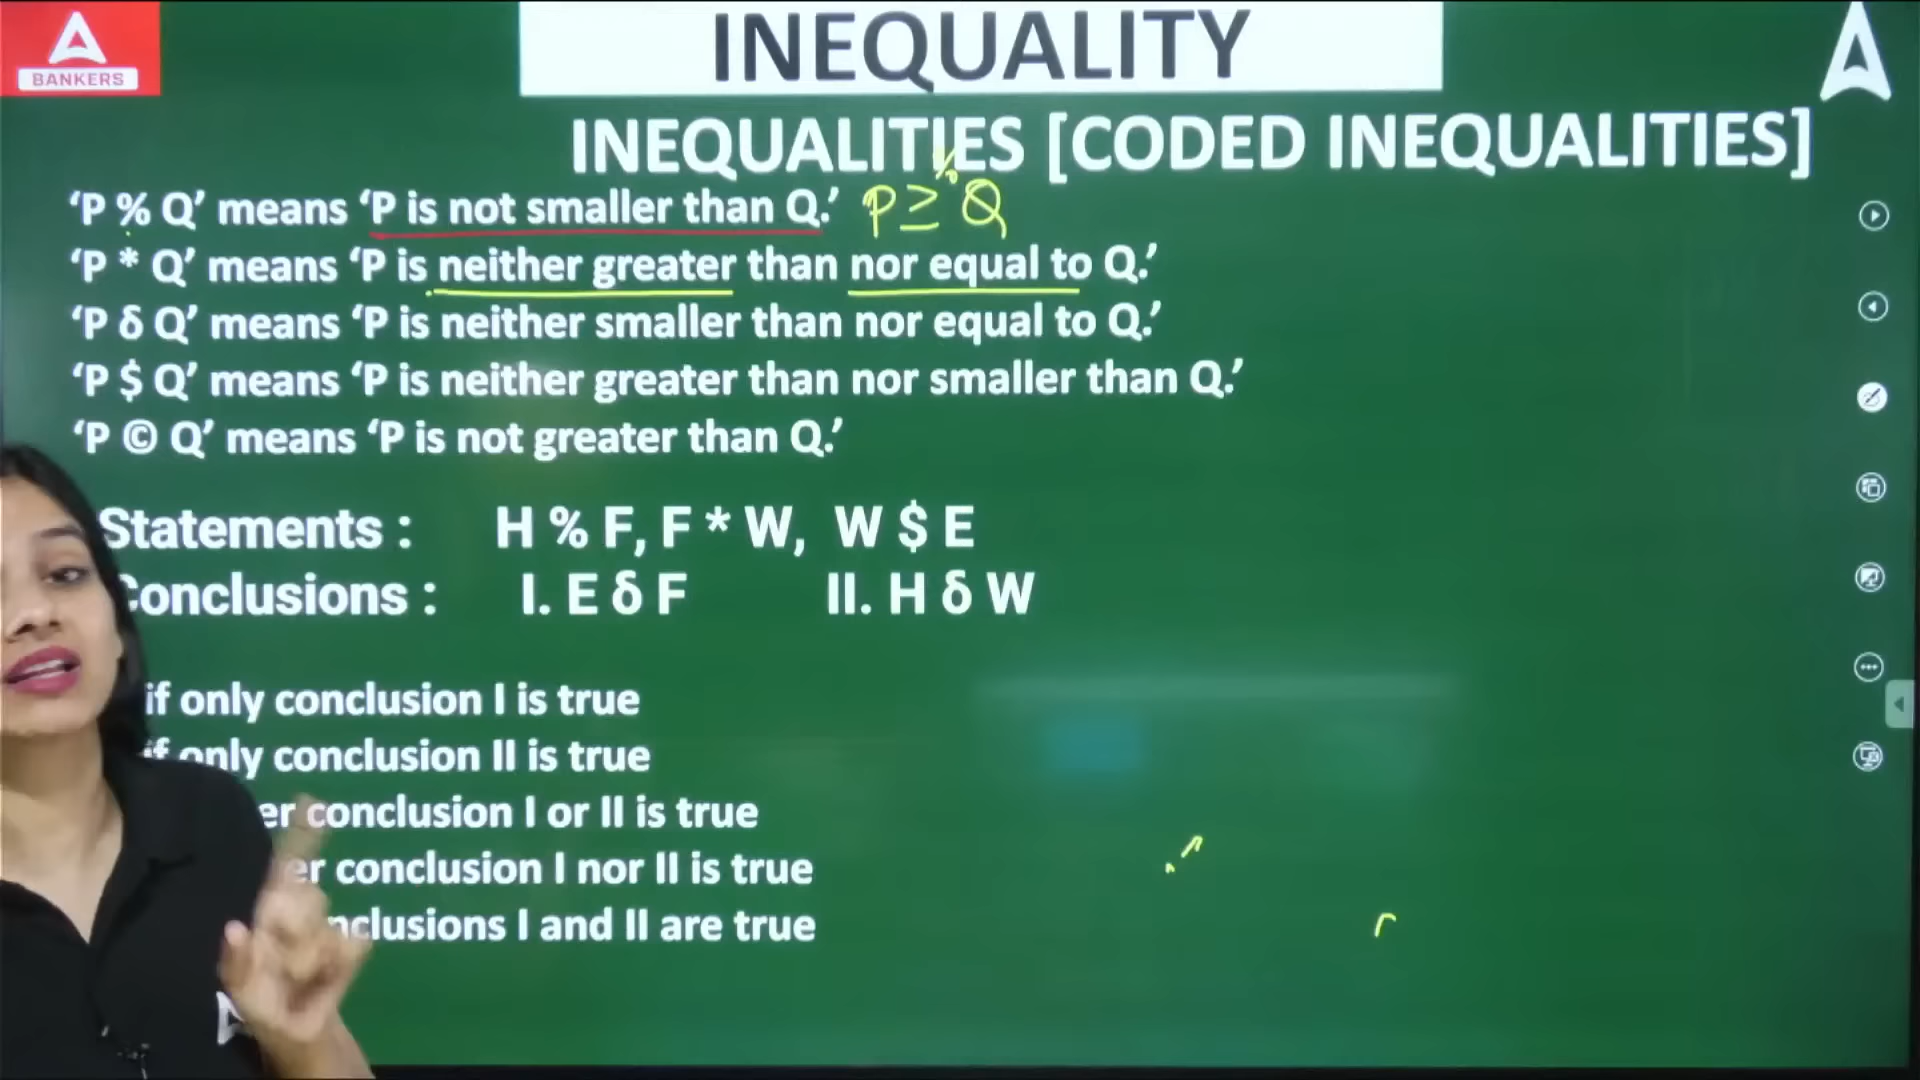 INEQUALITY
BANKERS
INEQUALITIES [CODED INEQUALITIES]
‘P % Q’ means ‘P is not smaller than Q.’ P ≥ Q
‘P * Q’ means ‘P is neither greater than nor equal to Q.’
‘P δ Q’ means ‘P is neither smaller than nor equal to Q.’
‘P $ Q’ means ‘P is neither greater than nor smaller than Q.’
‘P © Q’ means ‘P is not greater than Q.’
Statements : H % F, F * W, W $ E
Conclusions : I. E δ F II. H δ W
if only conclusion I is true
if only conclusion II is true
conclusion I or II is true
conclusion I nor II is true
I and II are true